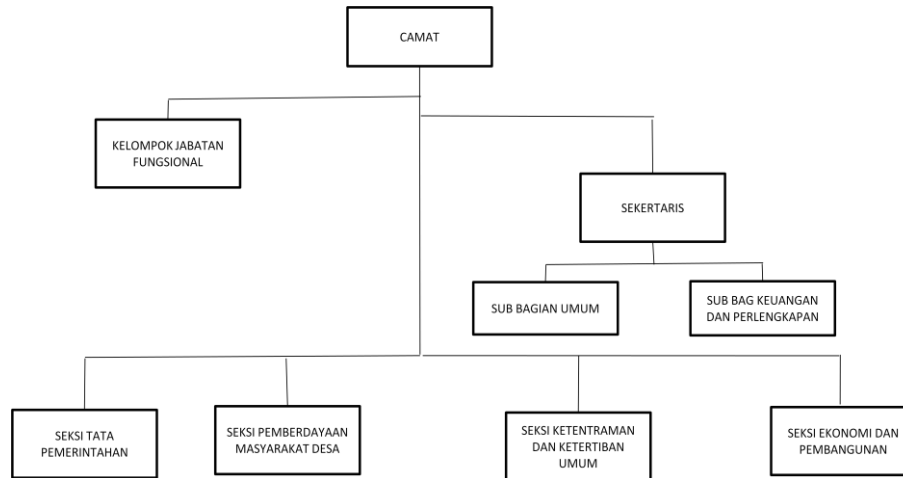 CAMAT
KELOMPOK JABATAN
FUNGSIONAL
SEKERTARIS
SUB BAGIAN UMUM
SUB BAG KEUANGAN
DAN PERLENGKAPAN
SEKSI TATA
PEMERINTAHAN
SEKSI PEMBERDAYAAN
MASYARAKAT DESA
SEKSI KETENTRAMAN
DAN KETERTIBAN
UMUM
SEKSI EKONOMI DAN
PEMBANGUNAN